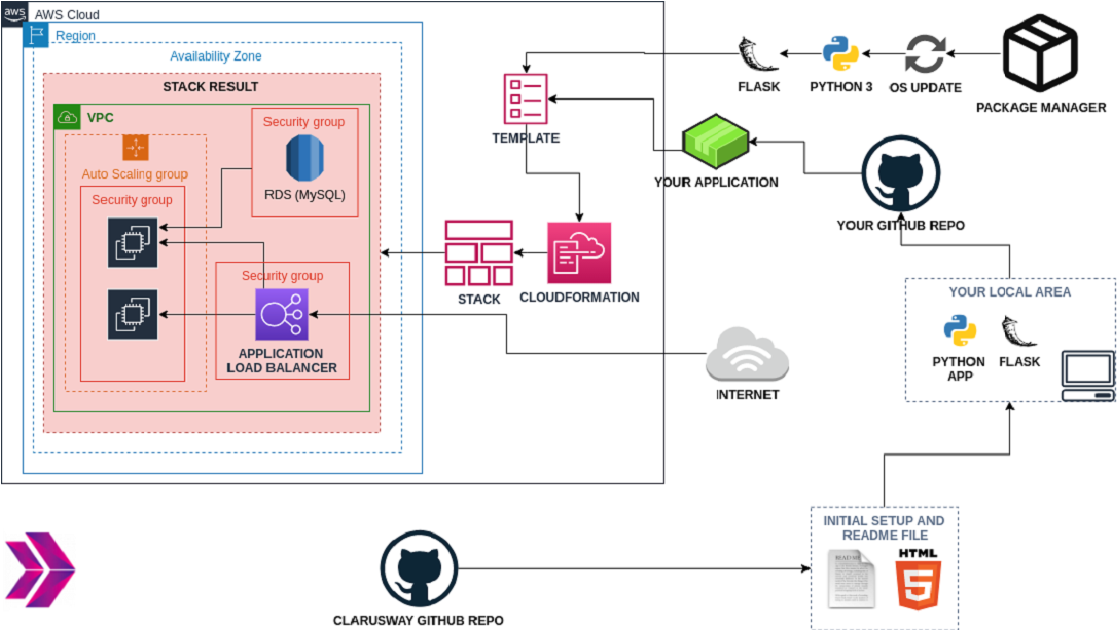 aws
AWS Cloud
Region
Availability Zone
STACK RESULT
VPC
Security group
RDS (MySQL)
Auto Scaling group
Security group
Security group
APPLICATION
LOAD BALANCER
TEMPLATE
STACK
CLOUDFORMATION
FLASK
PYTHON 3
OS UPDATE
PACKAGE MANAGER
YOUR APPLICATION
YOUR GITHUB REPO
YOUR LOCAL AREA
PYTHON
APP
FLASK
INTERNET
INITIAL SETUP AND
README FILE
README
HTML
5
CLARUSWAY GITHUB REPO